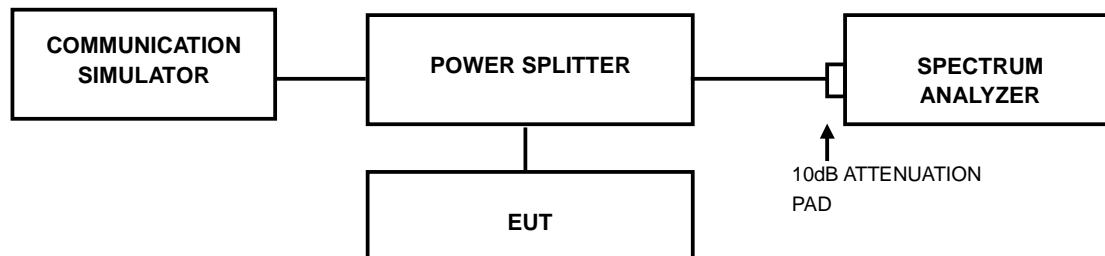 COMMUNICATION
SIMULATOR
POWER SPLITTER
SPECTRUM
ANALYZER
10dB ATTENUATION
PAD
EUT